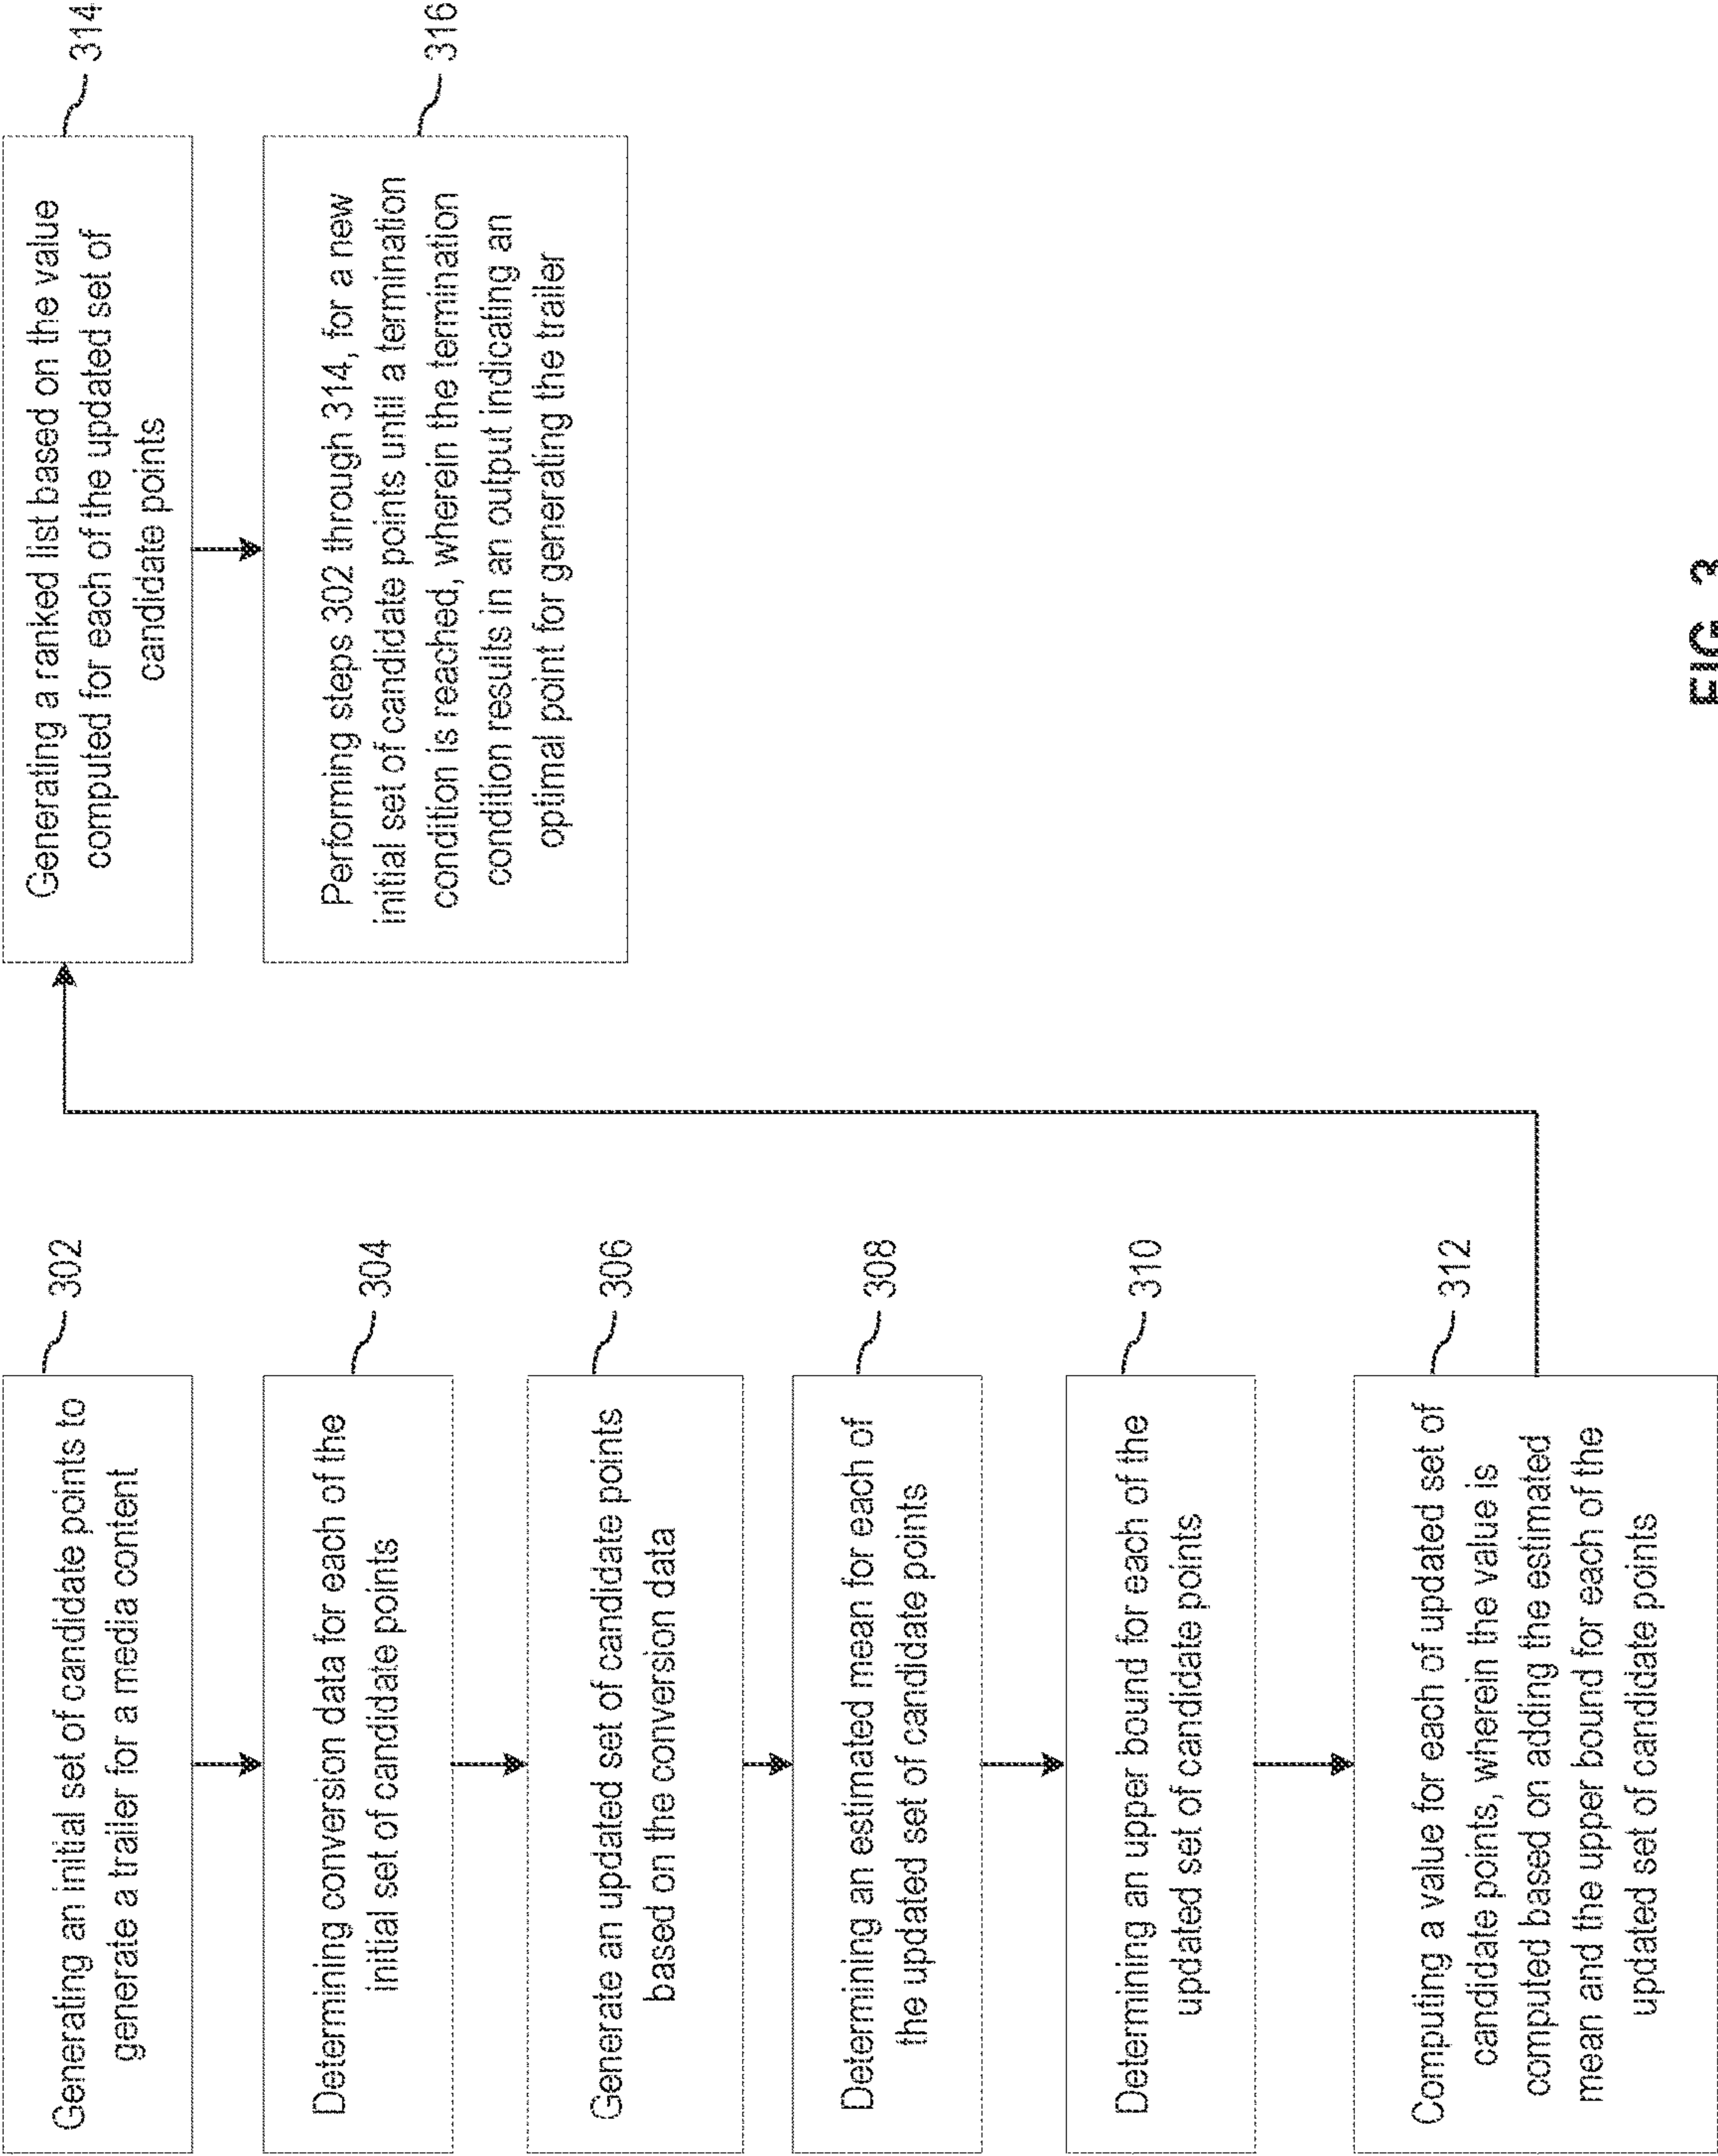 Generating an initial set of candidate points to
generate a trailer for a media content
302
Determining conversion data for each of the
initial set of candidate points
304
Generate an updated set of candidate points
based on the conversion data
306
Determining an estimated mean for each of
the updated set of candidate points
308
Determining an upper bound for each of the
updated set of candidate points
310
Computing a value for each of updated set of
candidate points, wherein the value is
computed based on adding the estimated
mean and the upper bound for each of the
updated set of candidate points
312
Generating a ranked list based on the value
computed for each of the updated set of
candidate points
314
Performing steps 302 through 314, for a new
initial set of candidate points until a termination
condition is reached, wherein the termination
condition results in an output indicating an
optimal point for generating the trailer
316
FIG. 3